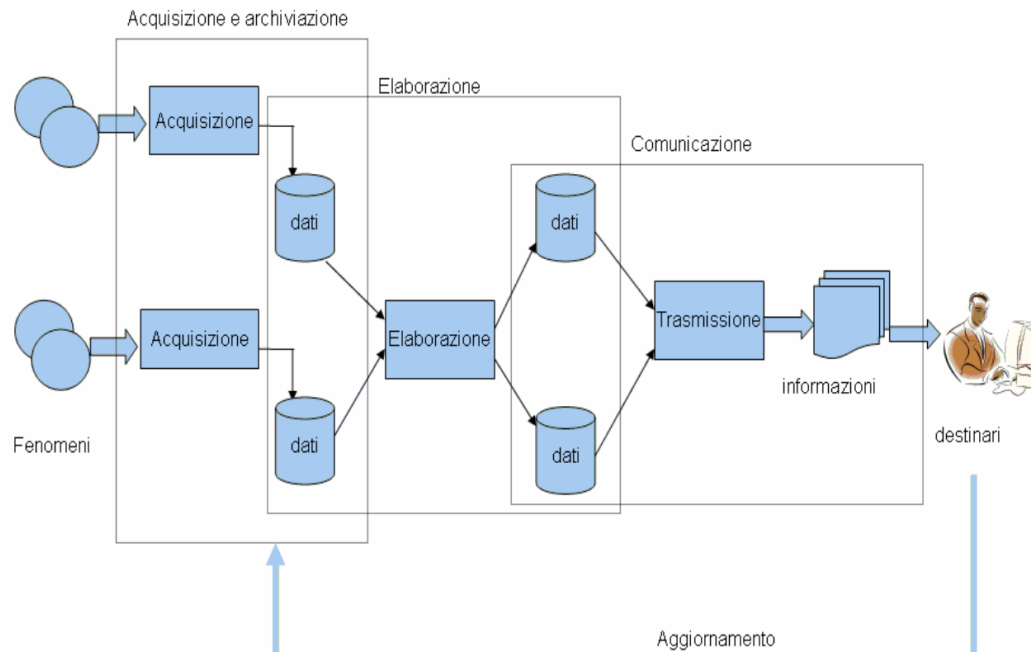 Acquisizione e archiviazione
Elaborazione
Comunicazione
Acquisizione
dati
dati
Acquisizione
Elaborazione
Trasmissione
informazioni
dati
dati
Fenomeni
destinari
Aggiornamento